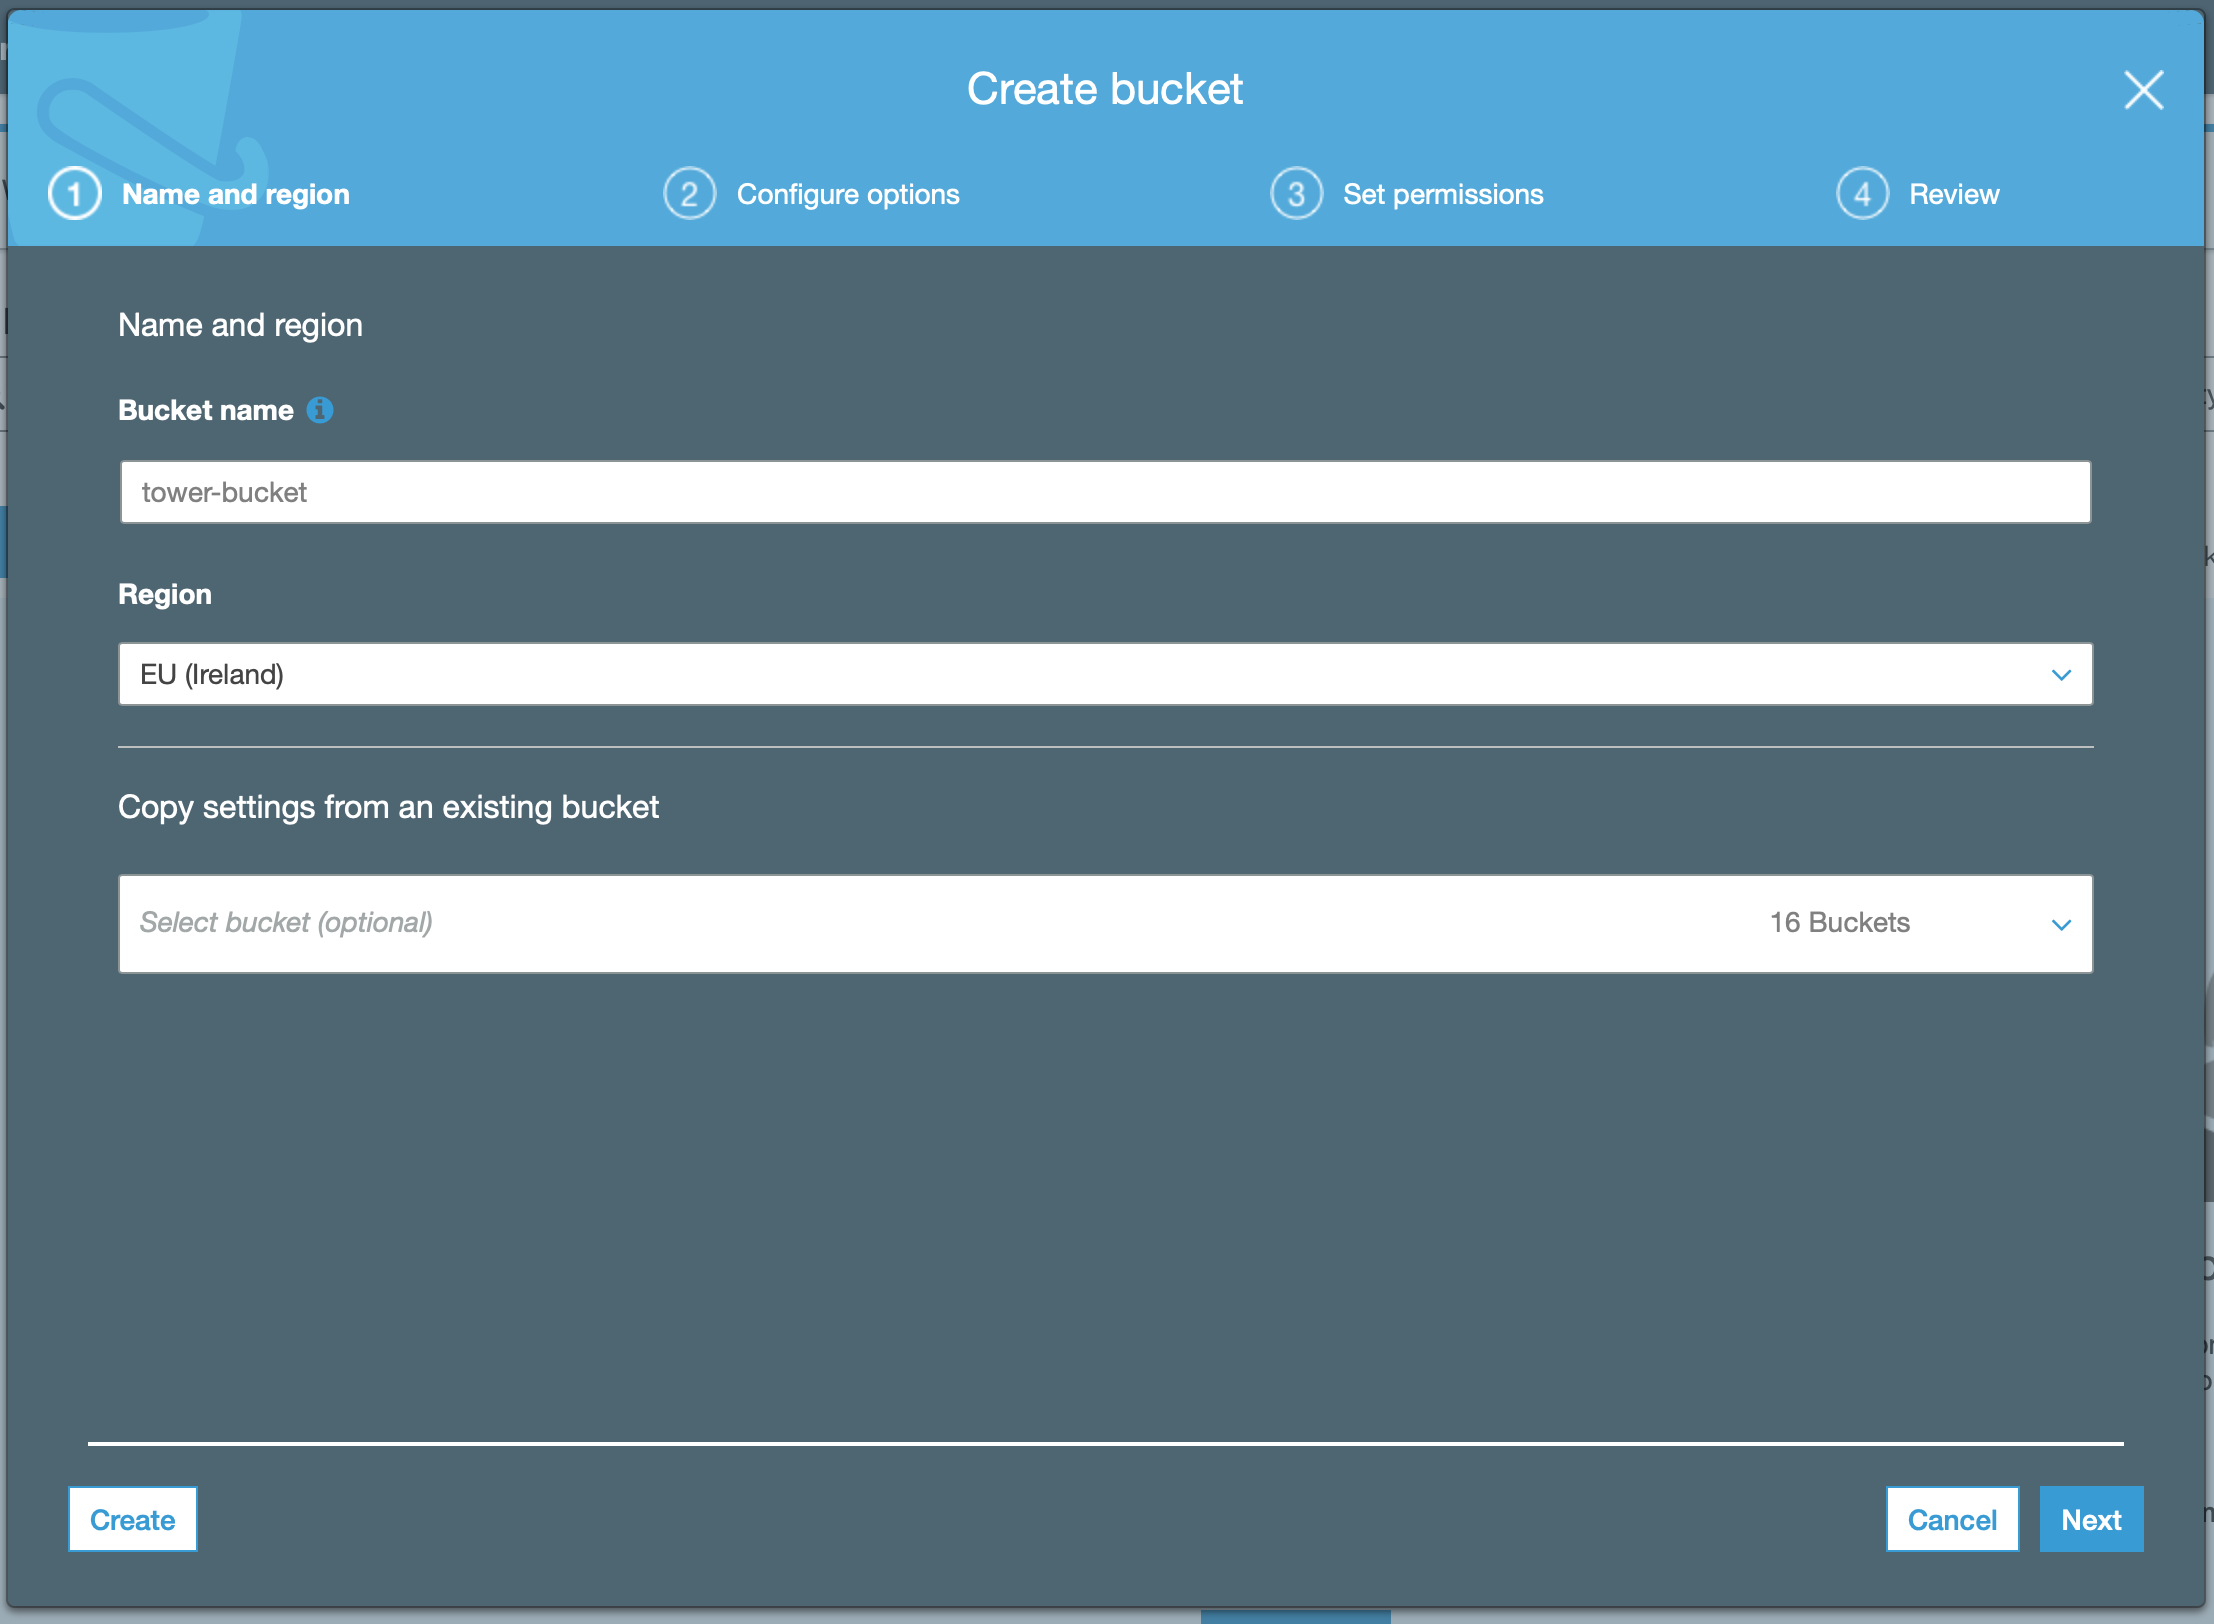 Create bucket
1 Name and region
2 Configure options
3 Set permissions
4 Review
Name and region
Bucket name
tower-bucket
Region
EU (Ireland)
Copy settings from an existing bucket
Select bucket (optional) 16 Buckets
Create Cancel Next